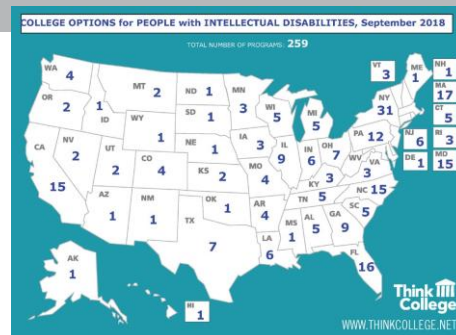 COLLEGE OPTIONS for PEOPLE with INTELLECTUAL DISABILITIES, September 2018
TOTAL NUMBER OF PROGRAMS: 259
WA 4
OR 2
CA 15
NV 2
ID 1
MT 2
WY 1
UT 2
AZ 1
CO 4
NM 1
ND 1
SD 1
NE 1
KS 2
OK 1
TX 7
MN 3
IA 3
MO 4
AR 4
LA 6
WI 5
IL 9
MI 5
IN 6
OH 7
KY 3
TN 5
MS 1
AL 5
GA 9
FL 16
SC 5
NC 15
WV 3
VA 3
PA 12
NY 31
VT 3
ME 1
NH 1
MA 17
CT 5
RI 3
NJ 6
DE 1
MD 15
AK 1
HI 1
Think College
WWW.THINKCOLLEGE.NET